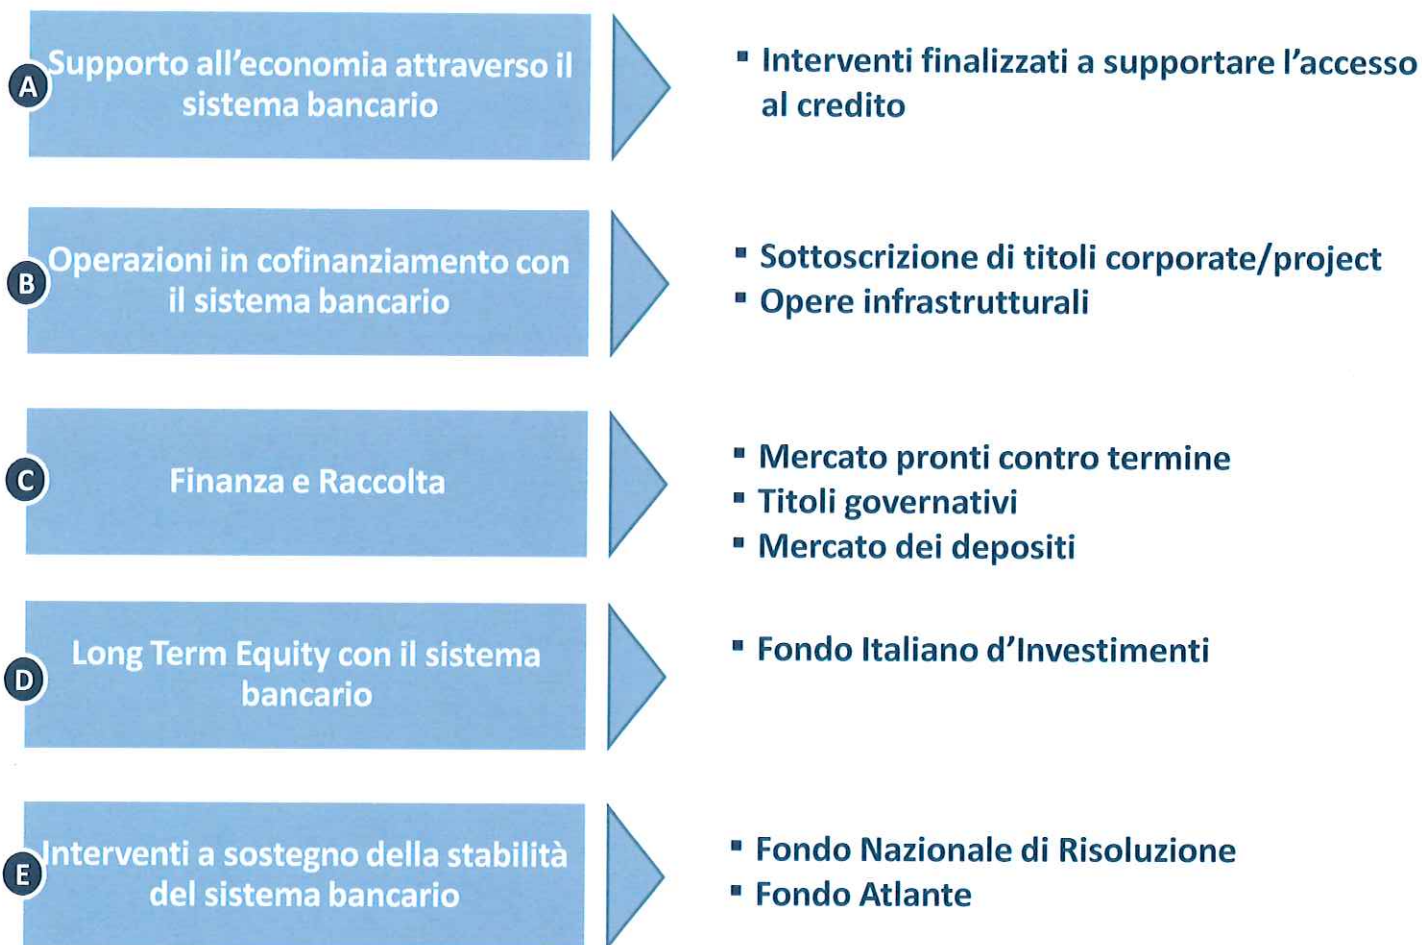 A
Supporto all’economia attraverso il
sistema bancario
▪ Interventi finalizzati a supportare l’accesso
al credito
B
Operazioni in cofinanziamento con
il sistema bancario
▪ Sottoscrizione di titoli corporate/project
▪ Opere infrastrutturali
C
Finanza e Raccolta
▪ Mercato pronti contro termine
▪ Titoli governativi
▪ Mercato dei depositi
D
Long Term Equity con il sistema
bancario
▪ Fondo Italiano d’Investimenti
E
Interventi a sostegno della stabilità
del sistema bancario
▪ Fondo Nazionale di Risoluzione
▪ Fondo Atlante